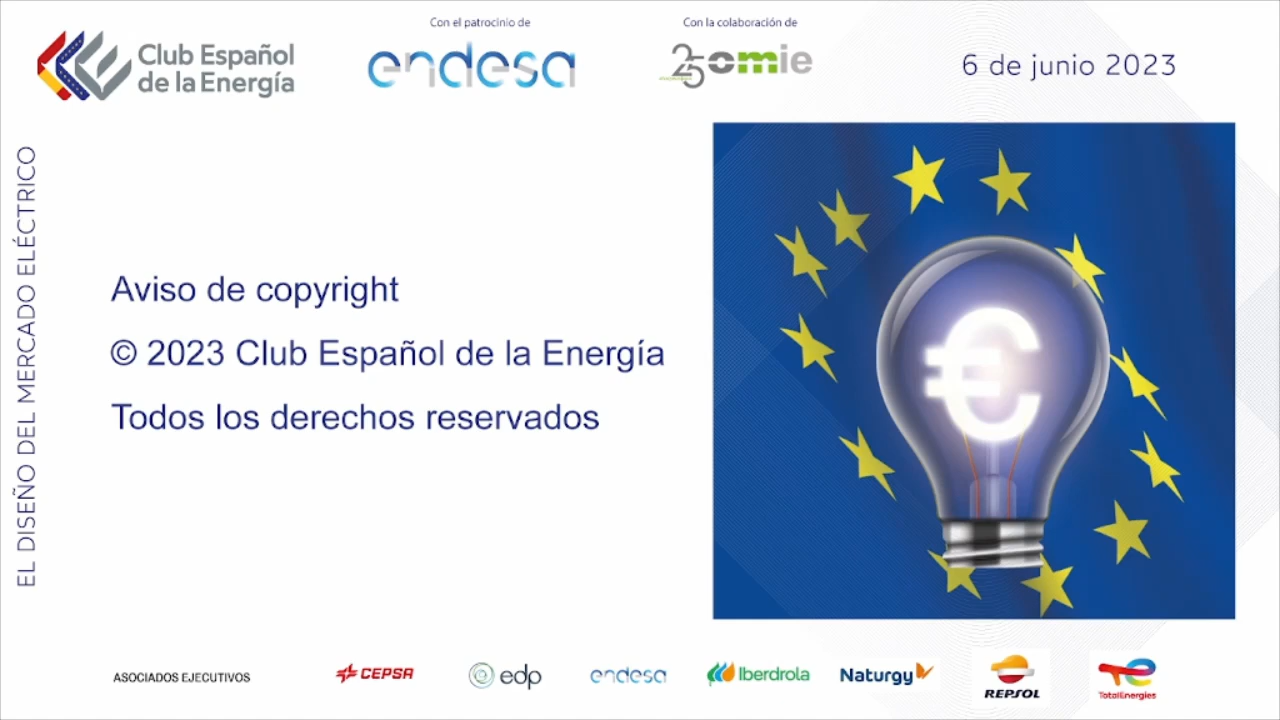 Club Español
de la Energía
Con el patrocinio de
endesa
Con la colaboración de
25 omie
6 de junio 2023
EL DISEÑO DEL MERCADO ELÉCTRICO
Aviso de copyright
© 2023 Club Español de la Energía
Todos los derechos reservados
€
ASOCIADOS EJECUTIVOS
CEPSA
edp
endesa
Iberdrola
Naturgy
REPSOL
TotalEnergies